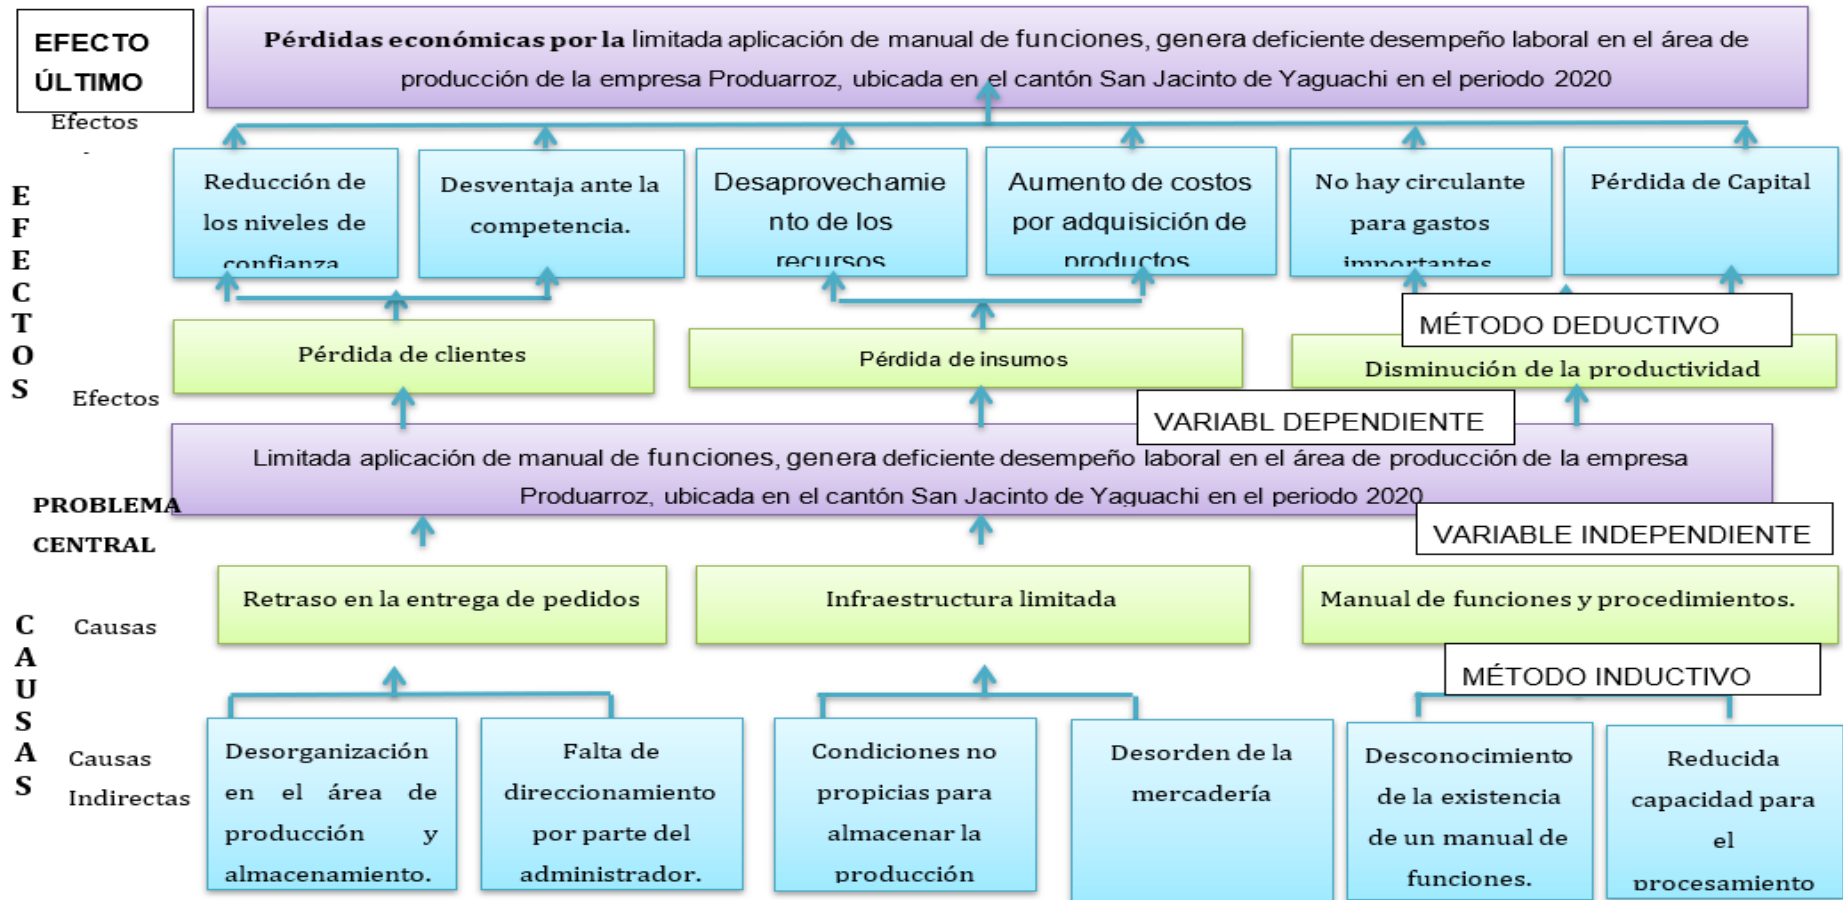 EFECTO
ÚLTIMO
Pérdidas económicas por la limitada aplicación de manual de funciones, genera deficiente desempeño laboral en el área de
producción de la empresa Produarroz, ubicada en el cantón San Jacinto de Yaguachi en el periodo 2020
Efectos
EFECTOS
Reducción de
los niveles de
confianza
Desventaja ante la
competencia.
Desaprovechamie
nto de los
recursos
Aumento de costos
por adquisición de
productos
No hay circulante
para gastos
importantes
Pérdida de Capital
MÉTODO DEDUCTIVO
Pérdida de clientes
Pérdida de insumos
Disminución de la productividad
Efectos
VARIABL DEPENDIENTE
Limitada aplicación de manual de funciones, genera deficiente desempeño laboral en el área de producción de la empresa
Produarroz, ubicada en el cantón San Jacinto de Yaguachi en el periodo 2020
PROBLEMA
CENTRAL
VARIABLE INDEPENDIENTE
CAUSAS
Causas
Retraso en la entrega de pedidos
Infraestructura limitada
Manual de funciones y procedimientos.
MÉTODO INDUCTIVO
Causas
Indirectas
Desorganización
en el área de
producción y
almacenamiento.
Falta de
direccionamiento
por parte del
administrador.
Condiciones no
propicias para
almacenar la
producción
Desorden de la
mercadería
Desconocimiento
de la existencia
de un manual de
funciones.
Reducida
capacidad para
el
procesamiento